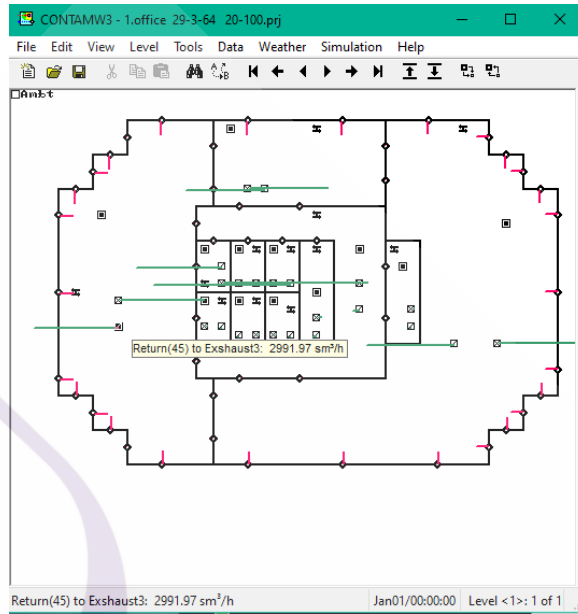 CONTAMW3 - 1.office 29-3-64 20-100.prj
File Edit View Level Tools Data Weather Simulation Help
Ambt
Return(45) to Exshaust3: 2991.97 sm³/h
Return(45) to Exshaust3: 2991.97 sm³/h Jan01/00:00:00 Level <1>: 1 of 1